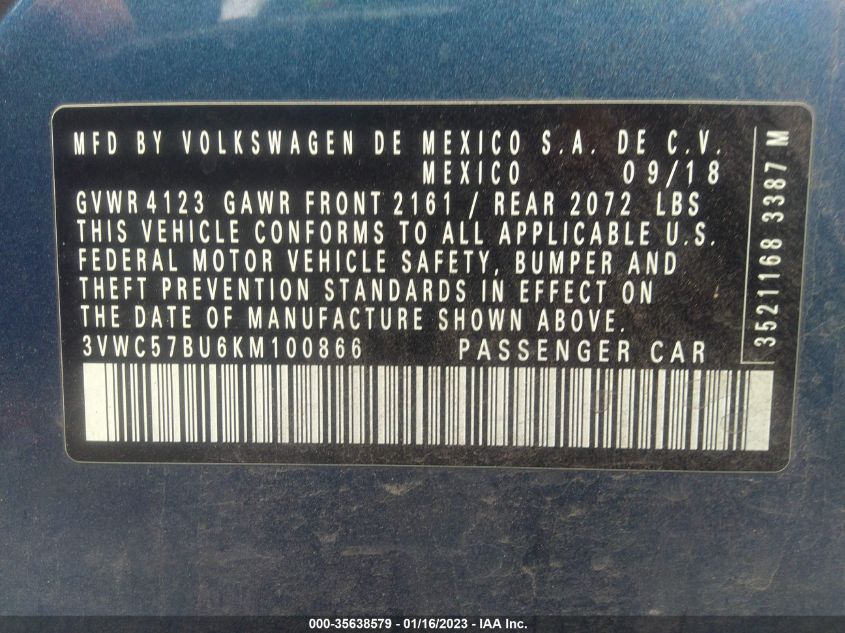 MFD BY VOLKSWAGEN DE MEXICO S.A. DE C.V.
MEXICO 09/18
GVWR 4123 GAWR FRONT 2161 / REAR 2072 LBS
THIS VEHICLE CONFORMS TO ALL APPLICABLE U.S.
FEDERAL MOTOR VEHICLE SAFETY, BUMPER AND
THEFT PREVENTION STANDARDS IN EFFECT ON
THE DATE OF MANUFACTURE SHOWN ABOVE.
3VWC57BU6KM100866 PASSENGER CAR
3521168 3387 M
000-35638579 - 01/16/2023 - IAA Inc.